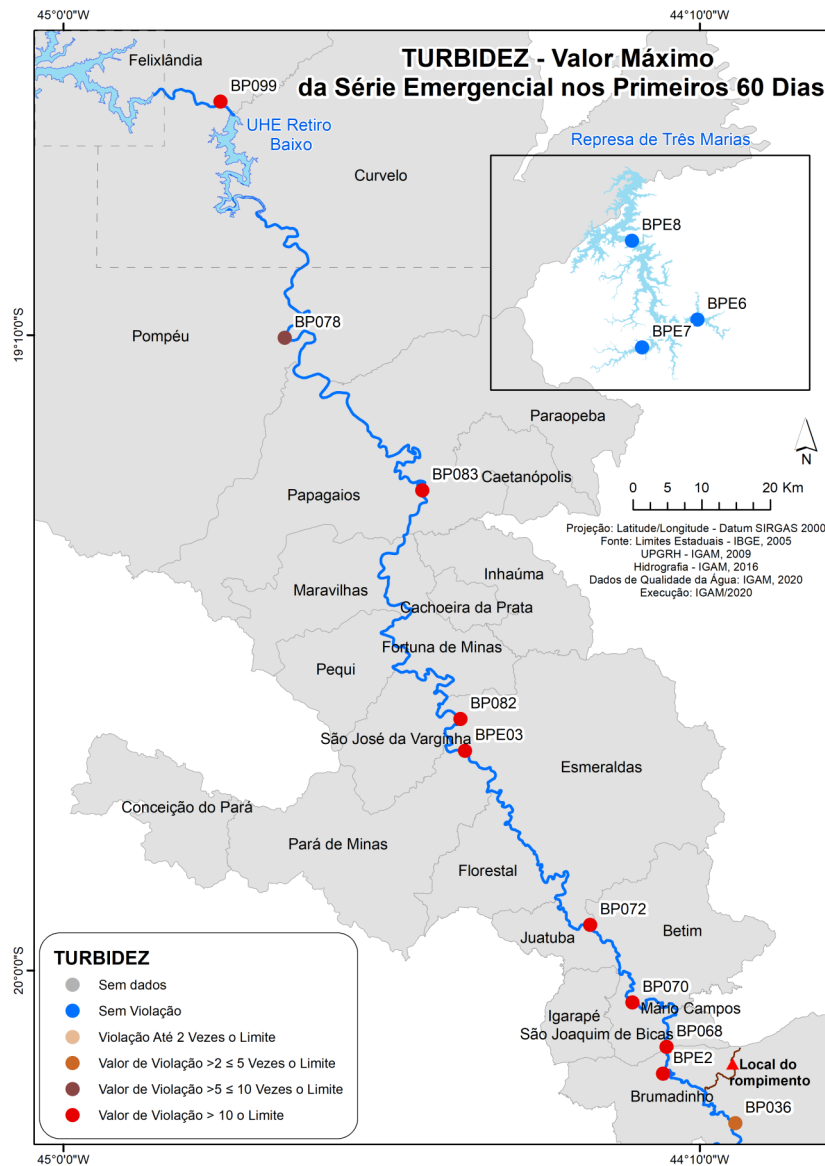 45°0'0"W
44°10'0"W
TURBIDEZ - Valor Máximo
da Série Emergencial nos Primeiros 60 Dias
Felixlândia
BP099
UHE Retiro
Baixo
Represa de Três Marias
Curvelo
BPE8
BPE6
BPE7
19°10'0"S
Pompéu
BP078
Paraopeba
N
BP083
Caetanópolis
Papagaios
0 5 10 20 Km
Projeção: Latitude/Longitude - Datum SIRGAS 2000
Fonte: Limites Estaduais - IBGE, 2005
UPGRH - IGAM, 2009
Hidrografia - IGAM, 2016
Dados de Qualidade da Água: IGAM, 2020
Execução: IGAM/2020
Inhaúma
Maravilhas
Cachoeira da Prata
Fortuna de Minas
Pequi
BP082
São José da Varginha
BPE03
Esmeraldas
Conceição do Pará
Pará de Minas
Florestal
BP072
Juatuba
Betim
20°0'0"S
BP070
Mário Campos
Igarapé
São Joaquim de Bicas
BP068
BPE2
Local do
rompimento
Brumadinho
BP036
TURBIDEZ
Sem dados
Sem Violação
Violação Até 2 Vezes o Limite
Valor de Violação >2 ≤ 5 Vezes o Limite
Valor de Violação >5 ≤ 10 Vezes o Limite
Valor de Violação > 10 o Limite
45°0'0"W
44°10'0"W